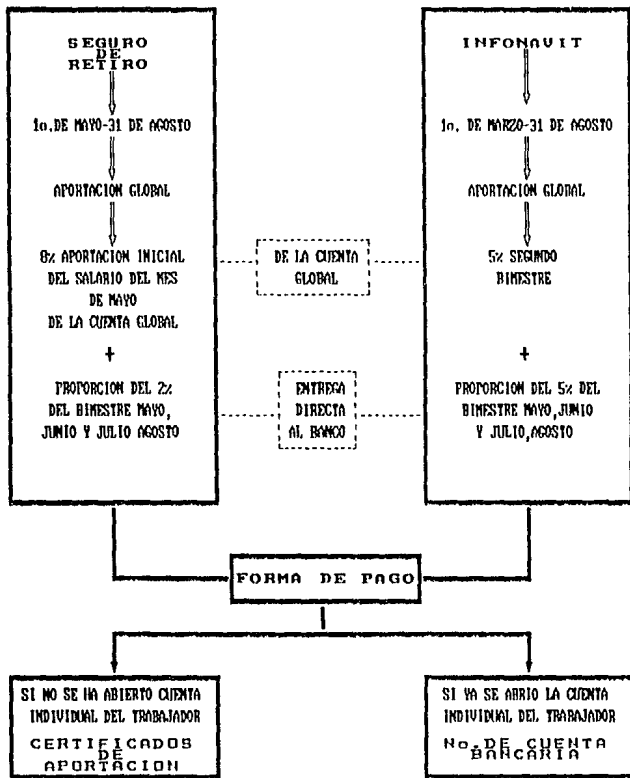 SEGURO
DE
RETIRO
1o.DE MAYO-31 DE AGOSTO
APORTACION GLOBAL
8% APORTACION INICIAL
DEL SALARIO DEL MES
DE MAYO
DE LA CUENTA GLOBAL
+
PROPORCION DEL 2%
DEL BIMESTRE MAYO,
JUNIO Y JULIO AGOSTO
DE LA CUENTA
GLOBAL
ENTREGA
DIRECTA
AL BANCO
INFONAVIT
1o. DE MARZO-31 DE AGOSTO
APORTACION GLOBAL
5% SEGUNDO
BIMESTRE
+
PROPORCION DEL 5% DEL
BIMESTRE MAYO,JUNIO
Y JULIO,AGOSTO
FORMA DE PAGO
SI NO SE HA ABIERTO CUENTA
INDIVIDUAL DEL TRABAJADOR
CERTIFICADOS
DE
APORTACION
SI YA SE ABRIO LA CUENTA
INDIVIDUAL DEL TRABAJADOR
No. DE CUENTA
BANCARIA